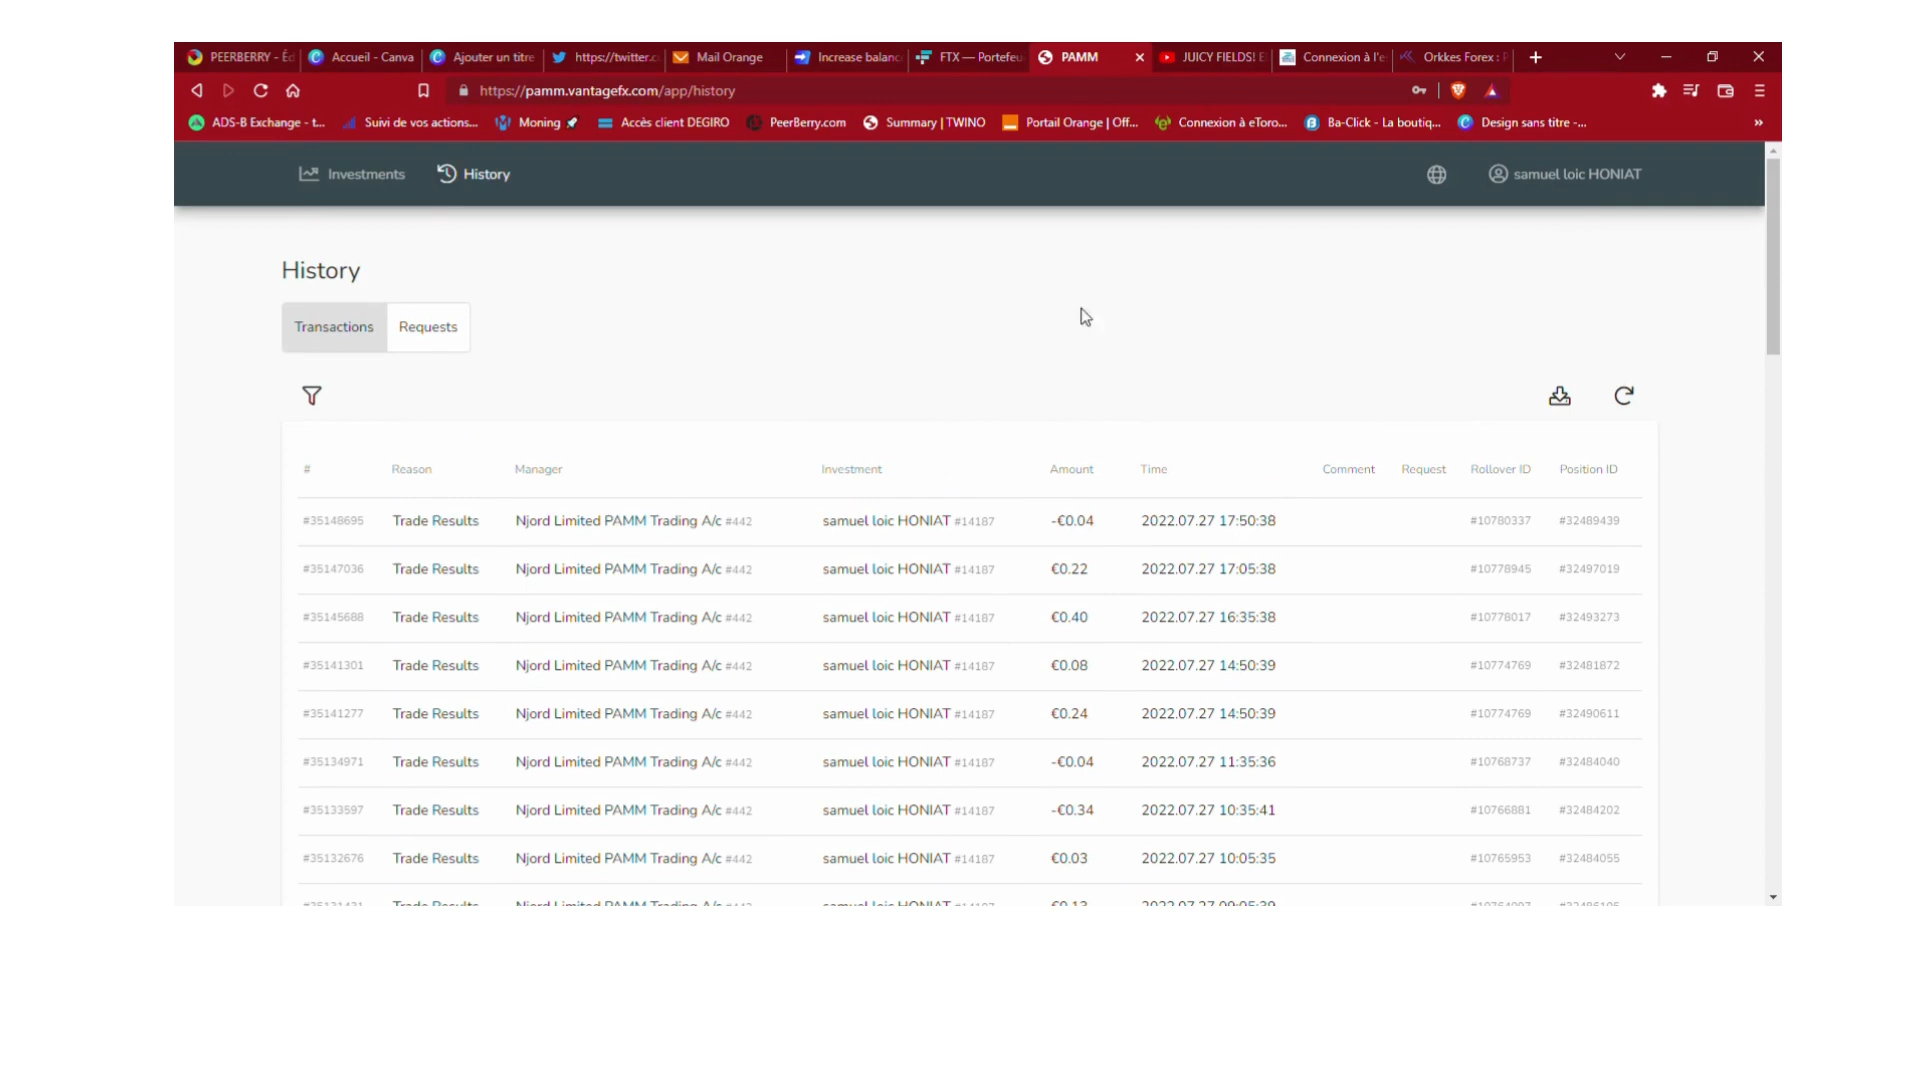 PEERBERRY - Éd Accueil - Canva Ajouter un titre https://twitter.c Mail Orange Increase balanc FTX — Portefeu PAMM JUICY FIELDS! E Connexion à l'e Orkkes Forex : P
https://pamm.vantagefx.com/app/history
ADS-B Exchange - t... Suivi de vos actions... Moning Accès client DEGIRO PeerBerry.com Summary | TWINO Portail Orange | Off... Connexion à eToro... Ba-Click - La boutiq... Design sans titre -... »
Investments History samuel loic HONIAT
History
Transactions Requests
# Reason Manager Investment Amount Time Comment Request Rollover ID Position ID
#35148695 Trade Results Njord Limited PAMM Trading A/c #442 samuel loic HONIAT #14187 -€0.04 2022.07.27 17:50:38 #10780337 #32489439
#35147036 Trade Results Njord Limited PAMM Trading A/c #442 samuel loic HONIAT #14187 €0.22 2022.07.27 17:05:38 #10778945 #32497019
#35145688 Trade Results Njord Limited PAMM Trading A/c #442 samuel loic HONIAT #14187 €0.40 2022.07.27 16:35:38 #10778017 #32493273
#35141301 Trade Results Njord Limited PAMM Trading A/c #442 samuel loic HONIAT #14187 €0.08 2022.07.27 14:50:39 #10774769 #32481872
#35141277 Trade Results Njord Limited PAMM Trading A/c #442 samuel loic HONIAT #14187 €0.24 2022.07.27 14:50:39 #10774769 #32490611
#35134971 Trade Results Njord Limited PAMM Trading A/c #442 samuel loic HONIAT #14187 -€0.04 2022.07.27 11:35:36 #10768737 #32484040
#35133597 Trade Results Njord Limited PAMM Trading A/c #442 samuel loic HONIAT #14187 -€0.34 2022.07.27 10:35:41 #10766881 #32484202
#35132676 Trade Results Njord Limited PAMM Trading A/c #442 samuel loic HONIAT #14187 €0.03 2022.07.27 10:05:35 #10765953 #32484055
Trade Results Njord Limited PAMM Trading A/c samuel loic HONIAT